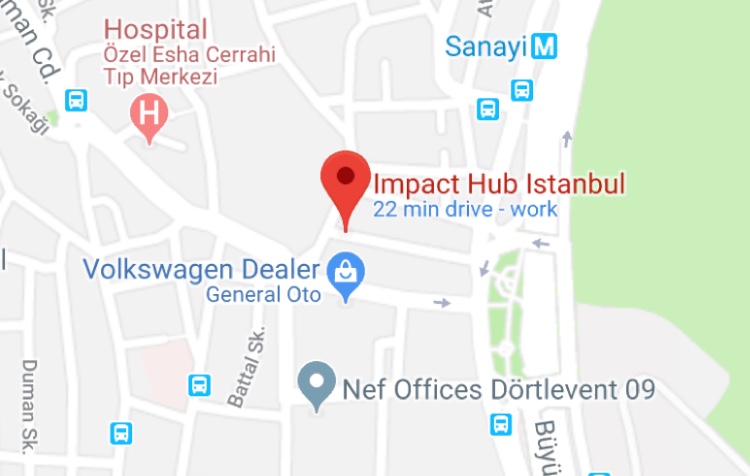 Hospital
Özel Esha Cerrahi
Tıp Merkezi
H
Sanayi M
Sokağı
Impact Hub Istanbul
22 min drive - work
Volkswagen Dealer
General Oto
Battal Sk.
Duman Sk.
Nef Offices Dörtlevent 09